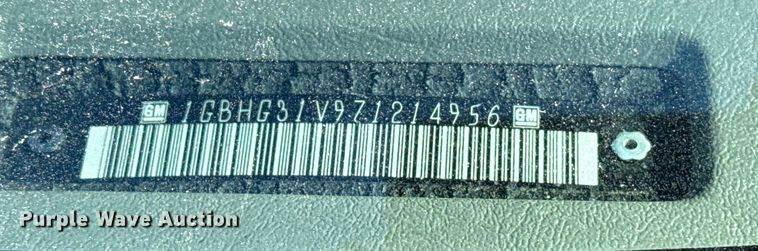 GM 1GBHG31V971214956 GM
Purple Wave Auction